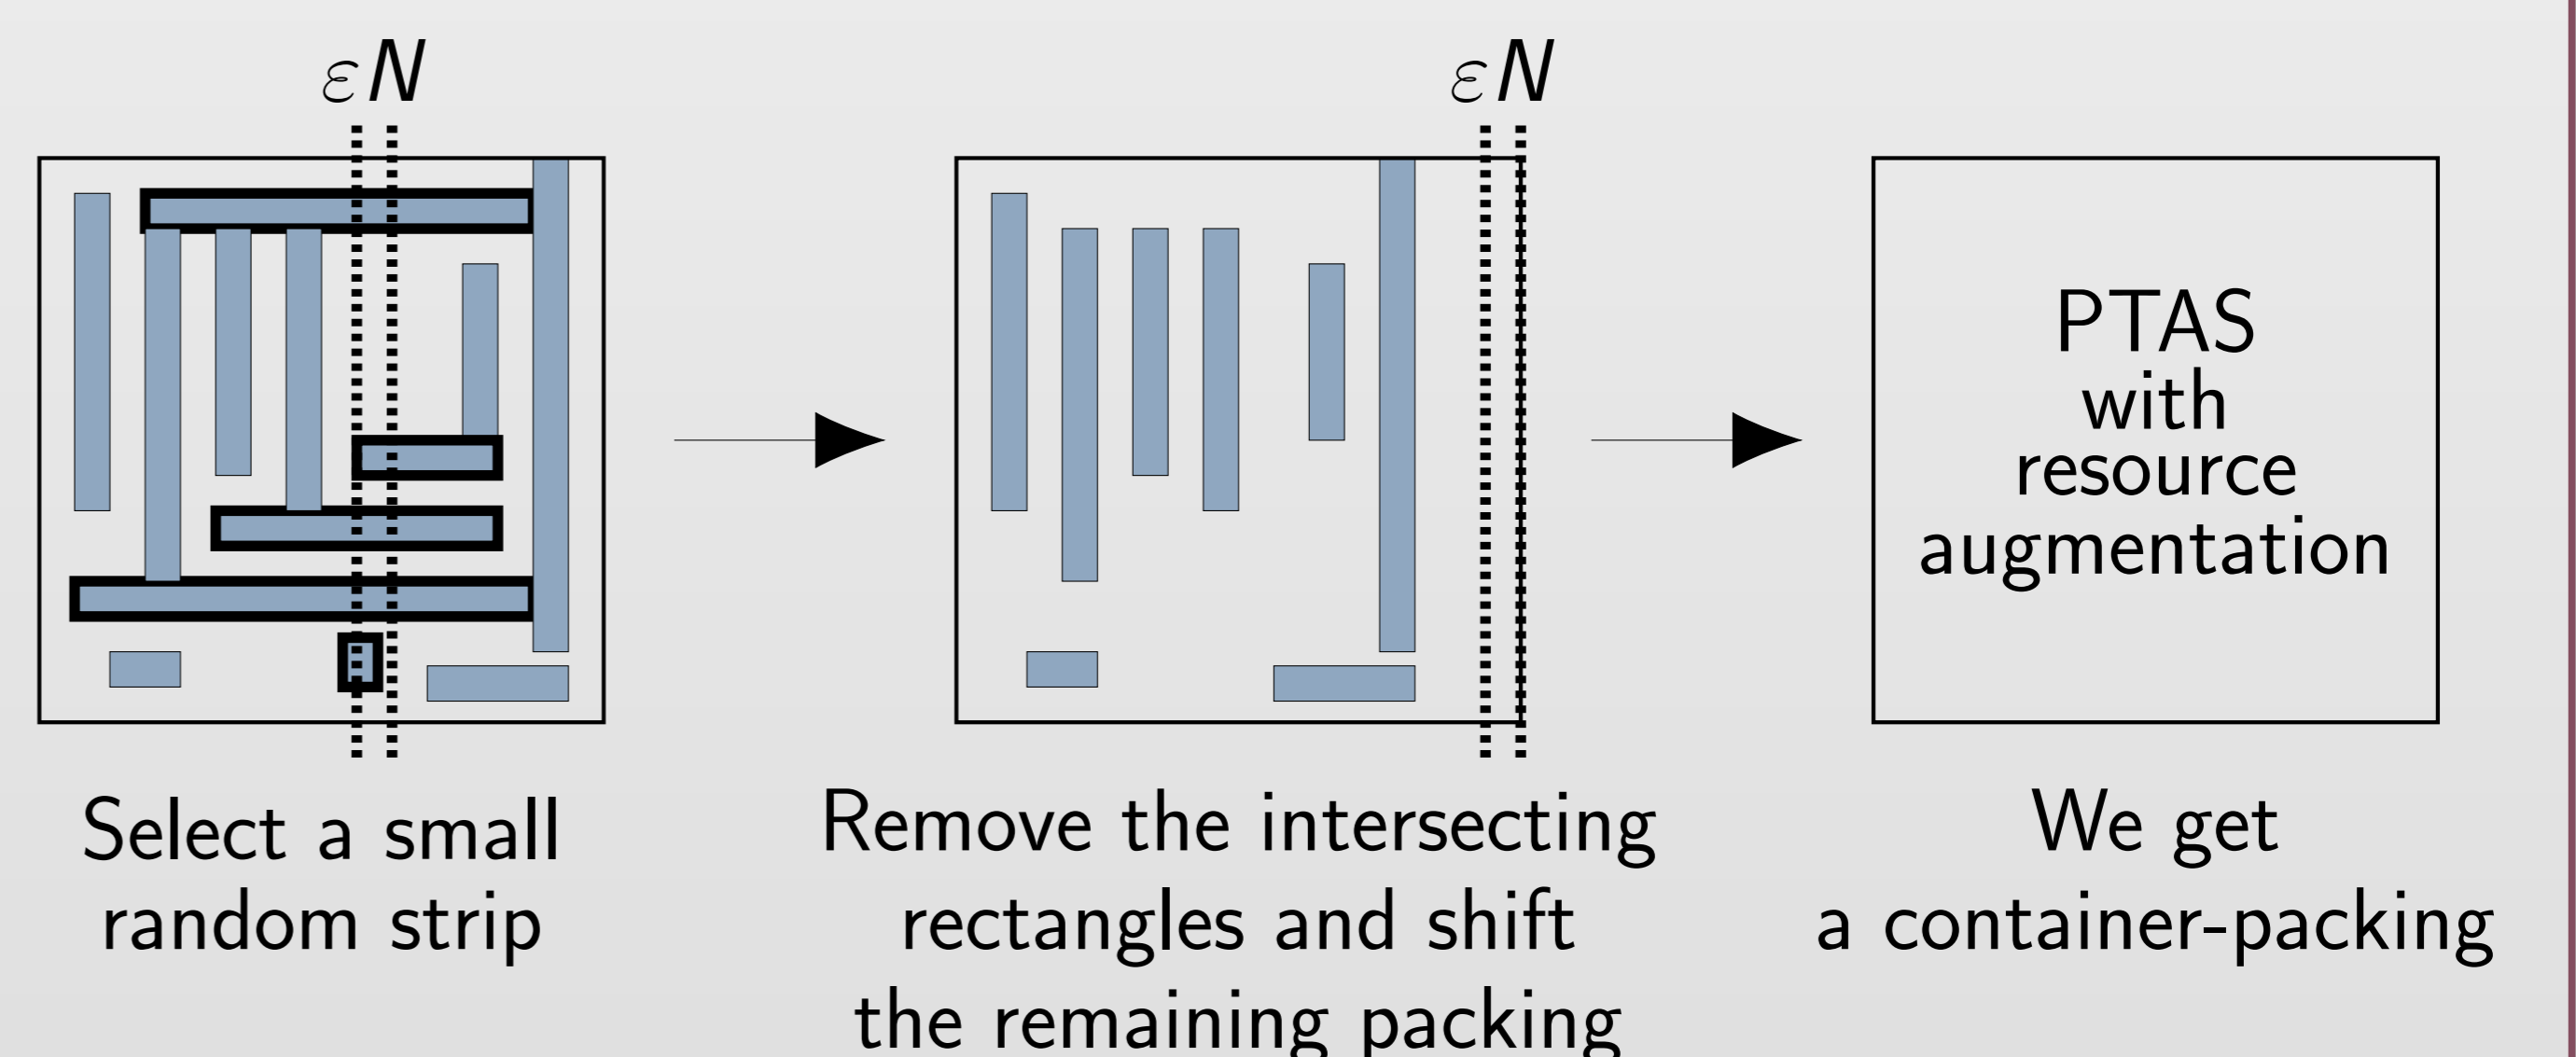 εN
εN
PTAS
with
resource
augmentation
Select a small
random strip
Remove the intersecting
rectangles and shift
the remaining packing
We get
a container-packing